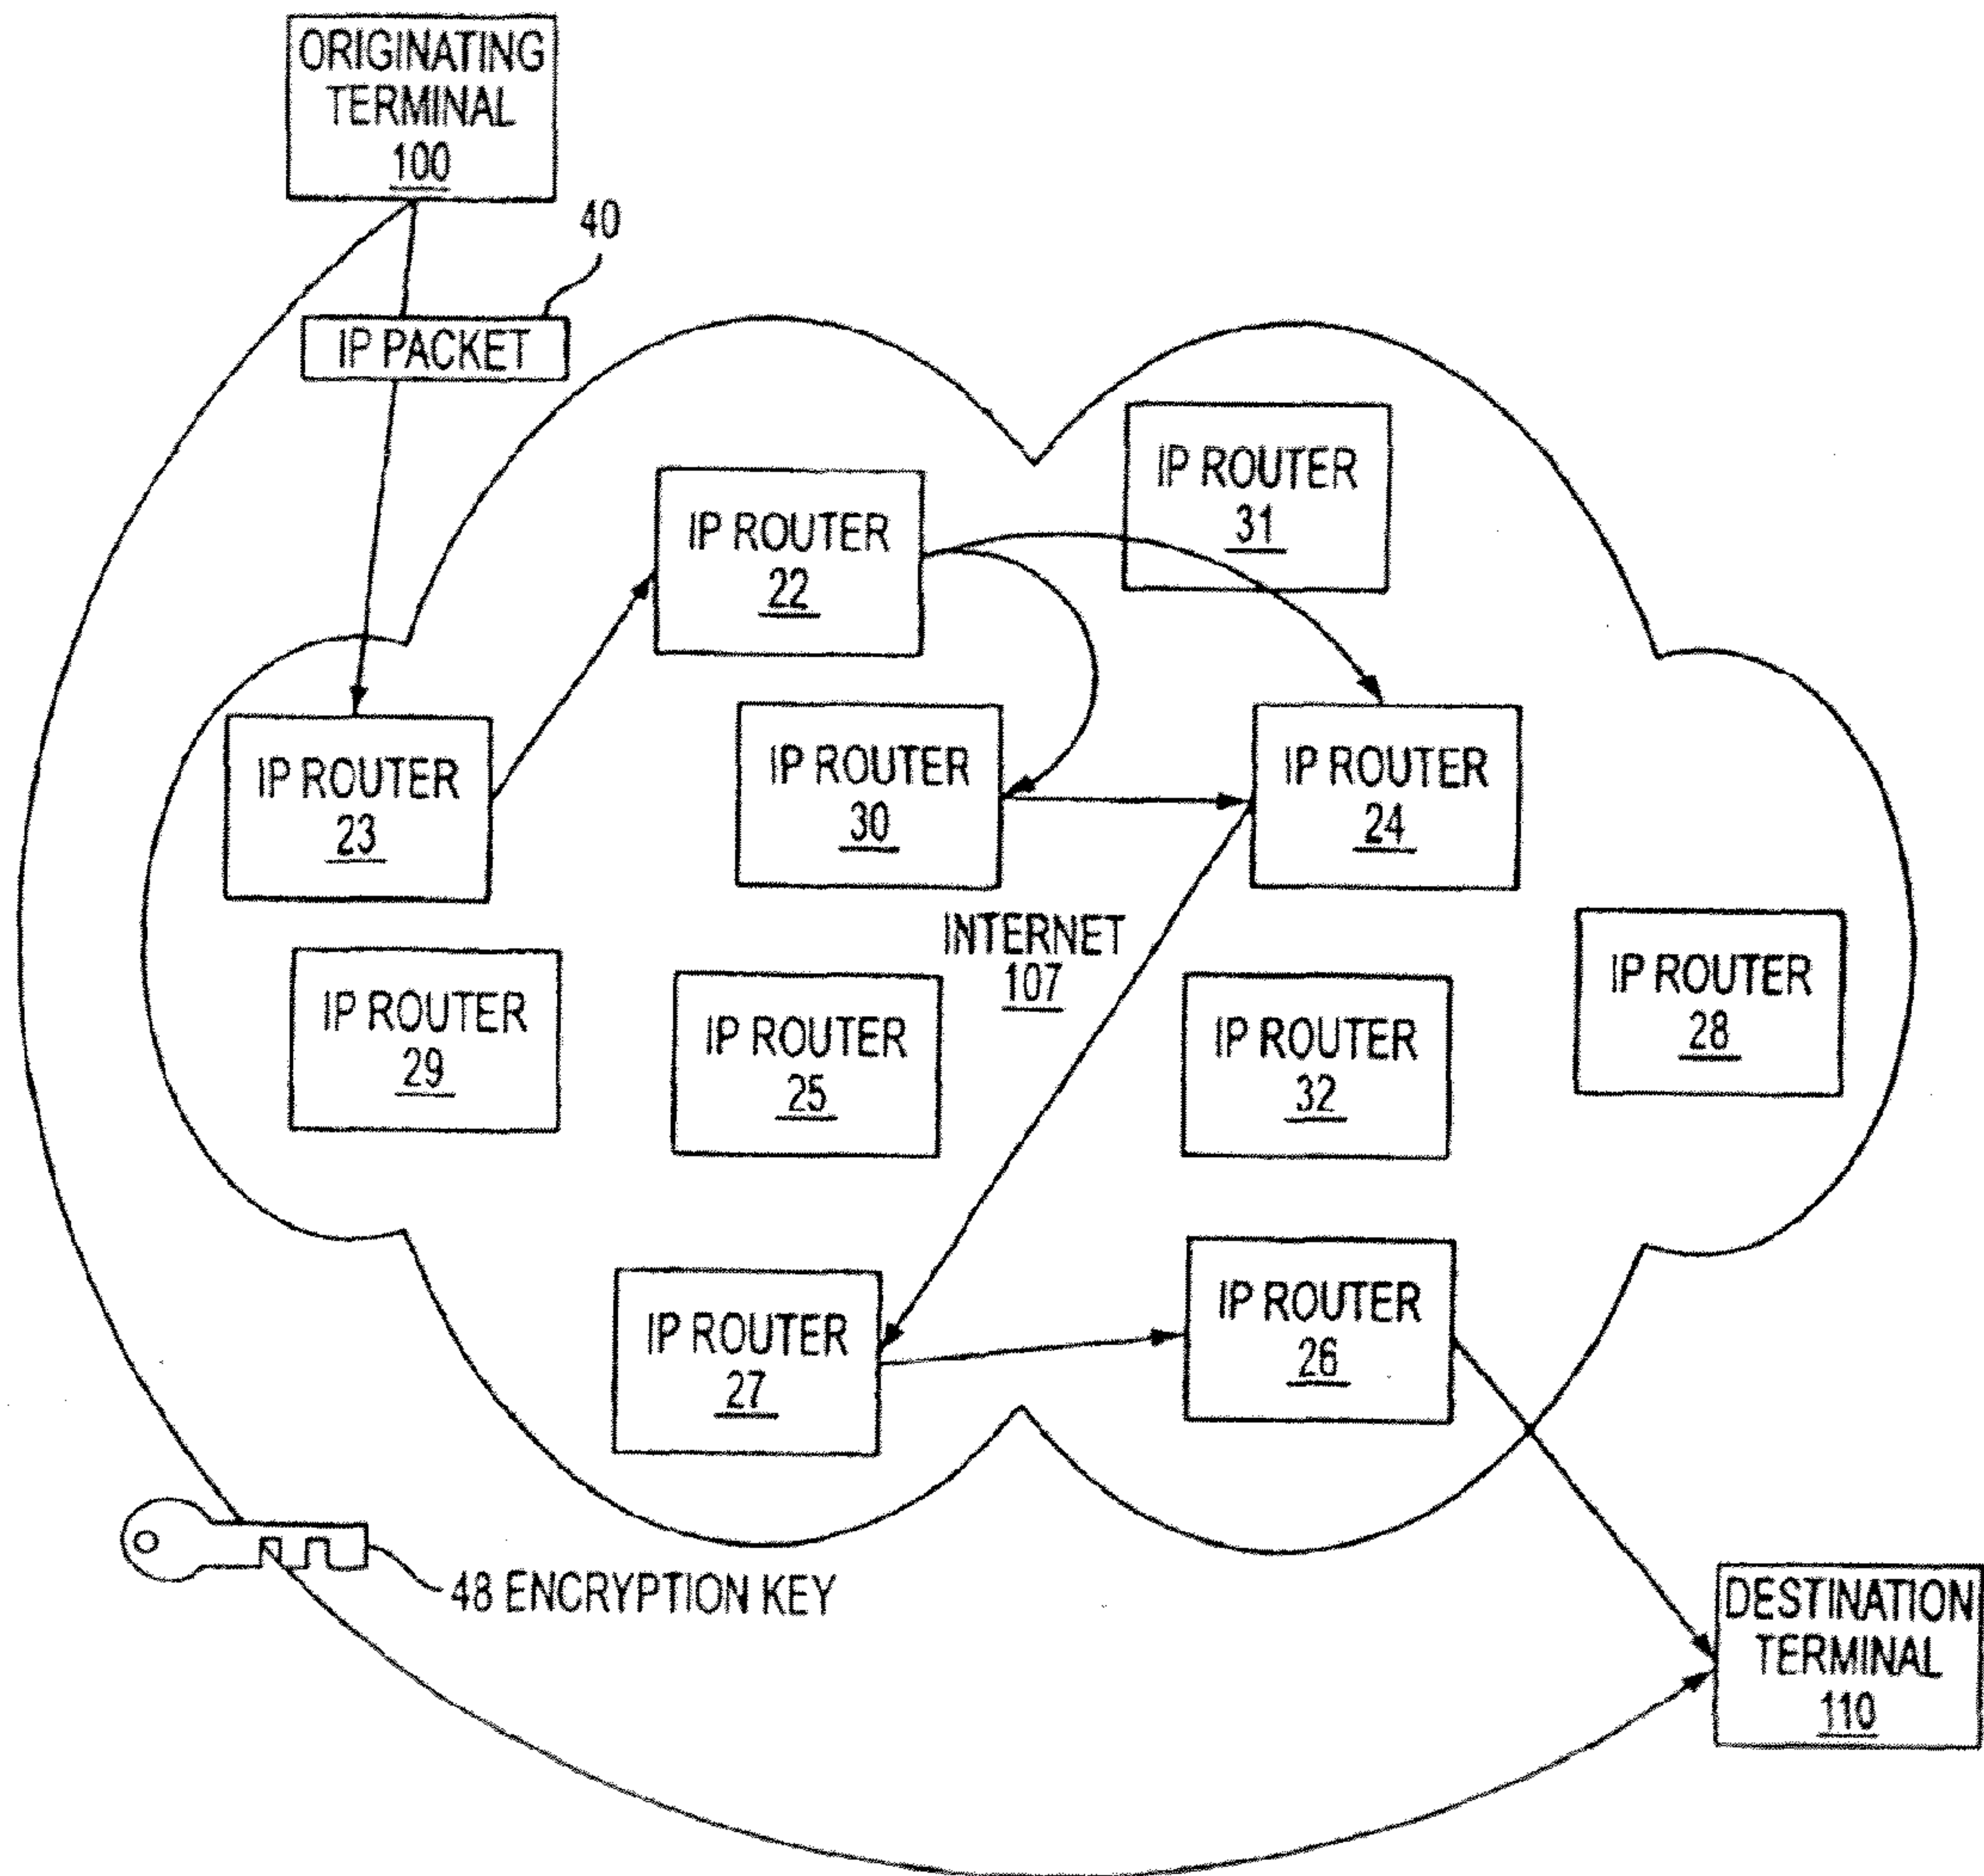 ORIGINATING
TERMINAL
100
40
IP PACKET
IP ROUTER
31
IP ROUTER
22
IP ROUTER
23
IP ROUTER
30
IP ROUTER
24
INTERNET
107
IP ROUTER
28
IP ROUTER
29
IP ROUTER
25
IP ROUTER
32
IP ROUTER
27
IP ROUTER
26
48 ENCRYPTION KEY
DESTINATION
TERMINAL
110